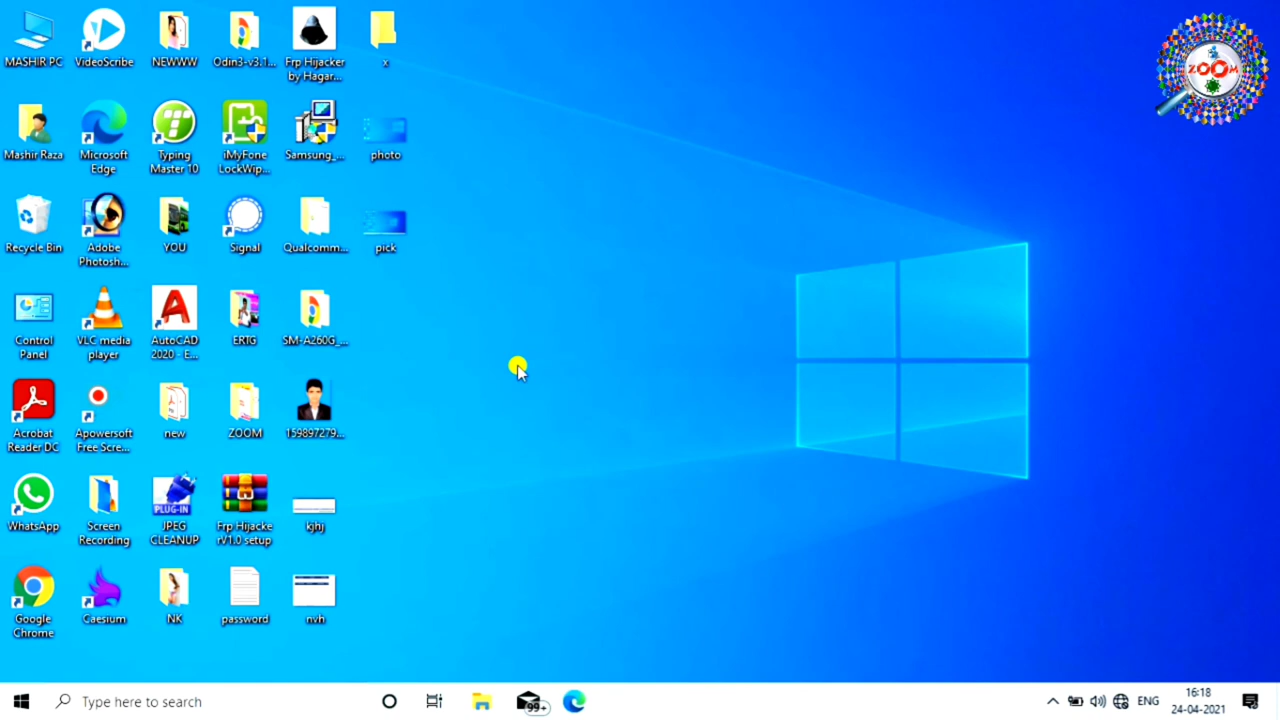 MASHIR PC
VideoScribe
NEWWW
Odin3-v3.1...
Frp Hijacker
by Hagar...
x
ZOOM
Mashir Raza
Microsoft
Edge
Typing
Master 10
iMyFone
LockWip...
Samsung_...
photo
Recycle Bin
Adobe
Photosh...
YOU
Signal
Qualcomm...
pick
Control
Panel
VLC media
player
AutoCAD
2020 - E...
ERTG
SM-A260G_...
Acrobat
Reader DC
Apowersoft
Free Scre...
new
ZOOM
159897279...
WhatsApp
Screen
Recording
PLUG-IN
JPEG
CLEANUP
Frp Hijacke
rV1.0 setup
kjhj
Google
Chrome
Caesium
NK
password
nvh
Type here to search
99+
ENG
16:18
24-04-2021